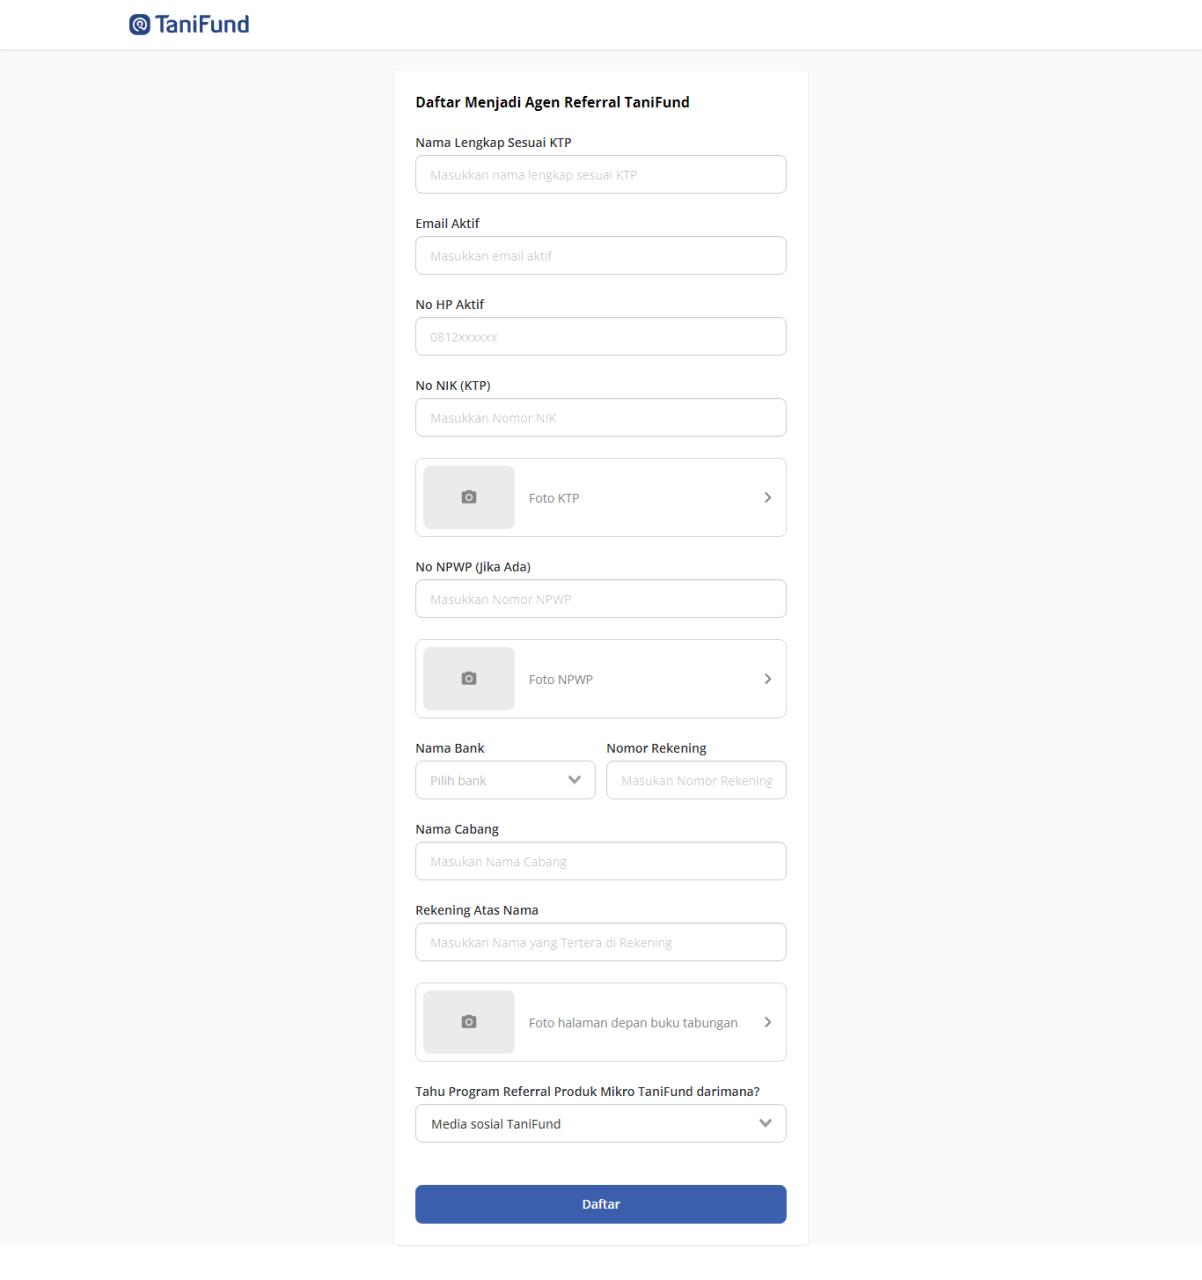 TaniFund
Daftar Menjadi Agen Referral TaniFund
Nama Lengkap Sesuai KTP
Masukkan nama lengkap sesuai KTP
Email Aktif
Masukkan email aktif
No HP Aktif
0812xxxxxx
No NIK (KTP)
Masukkan Nomor NIK
Foto KTP
No NPWP (Jika Ada)
Masukkan Nomor NPWP
Foto NPWP
Nama Bank
Pilih bank
Nomor Rekening
Masukan Nomor Rekening
Nama Cabang
Masukan Nama Cabang
Rekening Atas Nama
Masukkan Nama yang Tertera di Rekening
Foto halaman depan buku tabungan
Tahu Program Referral Produk Mikro TaniFund darimana?
Media sosial TaniFund
Daftar